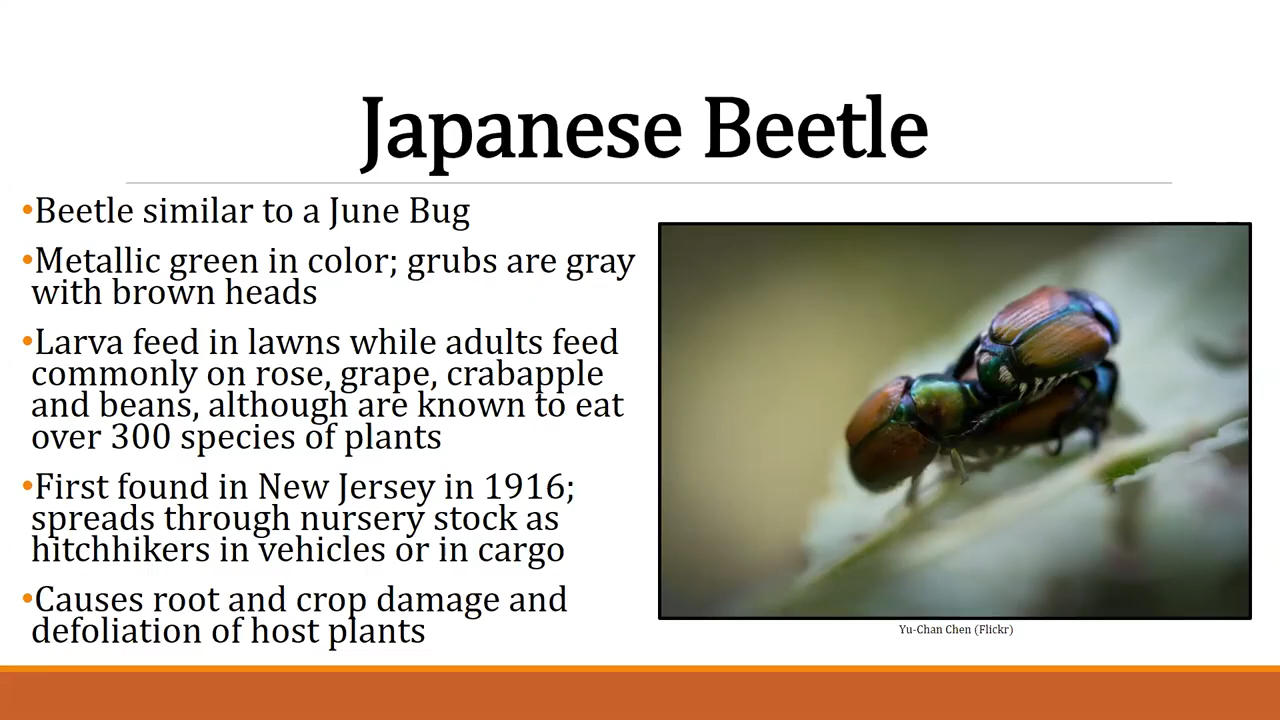 Japanese Beetle
•Beetle similar to a June Bug
•Metallic green in color; grubs are gray
with brown heads
•Larva feed in lawns while adults feed
commonly on rose, grape, crabapple
and beans, although are known to eat
over 300 species of plants
•First found in New Jersey in 1916;
spreads through nursery stock as
hitchhikers in vehicles or in cargo
•Causes root and crop damage and
defoliation of host plants
Yu-Chan Chen (Flickr)